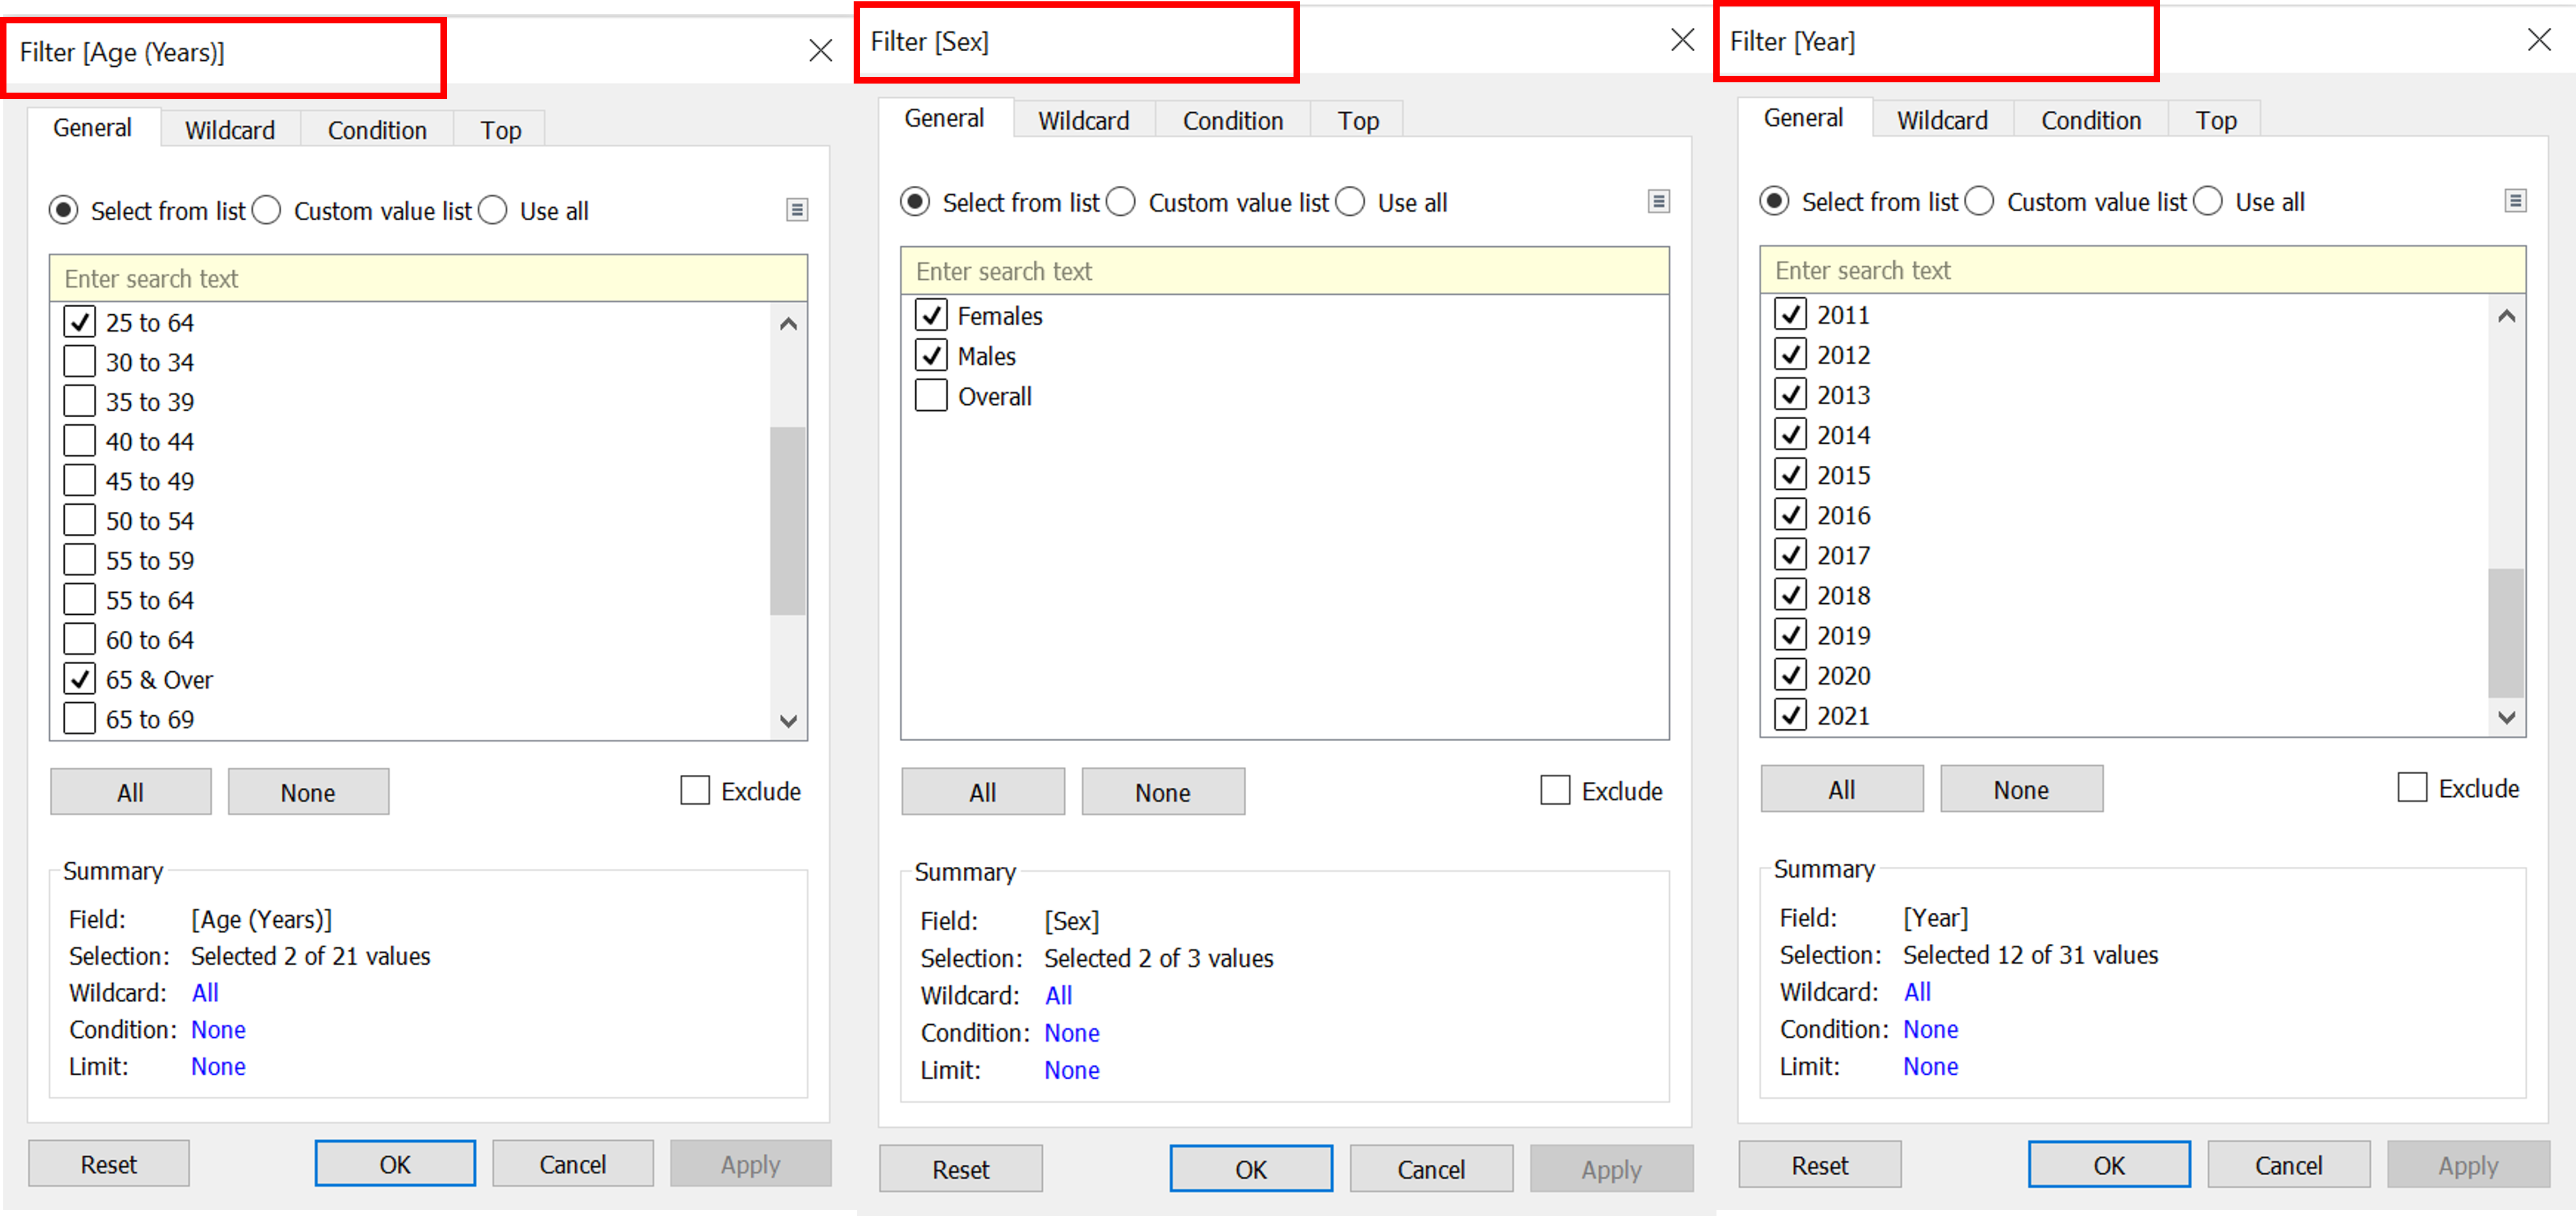 Filter [Age (Years)]
General Wildcard Condition Top
Select from list Custom value list Use all
Enter search text
25 to 64
30 to 34
35 to 39
40 to 44
45 to 49
50 to 54
55 to 59
55 to 64
60 to 64
65 & Over
65 to 69
All None Exclude
Summary
Field: [Age (Years)]
Selection: Selected 2 of 21 values
Wildcard: All
Condition: None
Limit: None
Reset OK Cancel Apply
Filter [Sex]
General Wildcard Condition Top
Select from list Custom value list Use all
Enter search text
Females
Males
Overall
All None Exclude
Summary
Field: [Sex]
Selection: Selected 2 of 3 values
Wildcard: All
Condition: None
Limit: None
Reset OK Cancel Apply
Filter [Year]
General Wildcard Condition Top
Select from list Custom value list Use all
Enter search text
2011
2012
2013
2014
2015
2016
2017
2018
2019
2020
2021
All None Exclude
Summary
Field: [Year]
Selection: Selected 12 of 31 values
Wildcard: All
Condition: None
Limit: None
Reset OK Cancel Apply